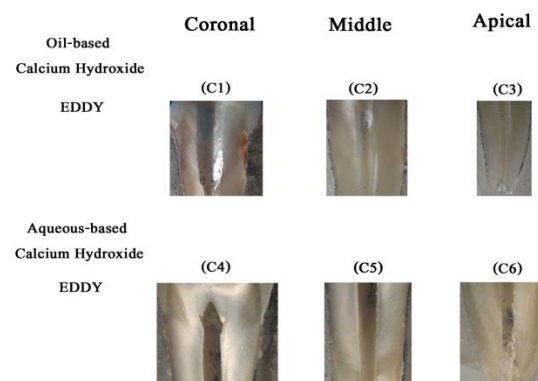 Coronal Middle Apical
Oil-based
Calcium Hydroxide
EDDY
(C1) (C2) (C3)
Aqueous-based
Calcium Hydroxide
EDDY
(C4) (C5) (C6)